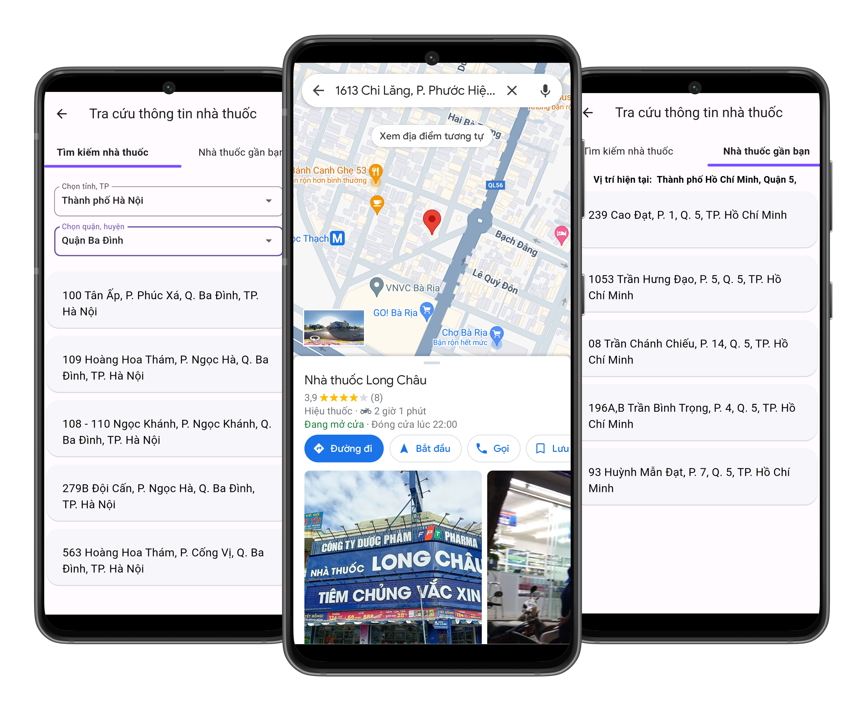 Tra cứu thông tin nhà thuốc
Tìm kiếm nhà thuốc
Nhà thuốc gần bạn
Chọn tỉnh, TP
Thành phố Hà Nội
Chọn quận, huyện
Quận Ba Đình
100 Tân Ấp, P. Phúc Xá, Q. Ba Đình, TP.
Hà Nội
109 Hoàng Hoa Thám, P. Ngọc Hà, Q. Ba
Đình, TP. Hà Nội
108 - 110 Ngọc Khánh, P. Ngọc Khánh, Q.
Ba Đình, TP. Hà Nội
279B Đội Cấn, P. Ngọc Hà, Q. Ba Đình,
TP. Hà Nội
563 Hoàng Hoa Thám, P. Cống Vị, Q. Ba
Đình, TP. Hà Nội
1613 Chi Lăng, P. Phước Hiệ...
Hai Bà
Xem địa điểm tương tự
ánh Canh Ghẹ 53
n rộn hơn bình thường
QL56
ọc Thạch
M
Bạch Đằng
Lê Quý Đôn
VNVC Bà Rịa
GO! Bà Rịa
Chợ Bà Rịa
Bận rộn hết mức
Nhà thuốc Long Châu
3,9 (8)
Hiệu thuốc · 2 giờ 1 phút
Đang mở cửa · Đóng cửa lúc 22:00
Đường đi
Bắt đầu
Gọi
Lưu
CÔNG TY DƯỢC PHẨM FPT PHARMA
NHÀ THUỐC LONG CHÂU
TIÊM CHỦNG VẮC XIN
Tra cứu thông tin nhà thuốc
Tìm kiếm nhà thuốc
Nhà thuốc gần bạn
Vị trí hiện tại: Thành phố Hồ Chí Minh, Quận 5,
239 Cao Đạt, P. 1, Q. 5, TP. Hồ Chí Minh
1053 Trần Hưng Đạo, P. 5, Q. 5, TP. Hồ
Chí Minh
08 Trần Chánh Chiếu, P. 14, Q. 5, TP. Hồ
Chí Minh
196A,B Trần Bình Trọng, P. 4, Q. 5, TP. Hồ
Chí Minh
93 Huỳnh Mẫn Đạt, P. 7, Q. 5, TP. Hồ Chí
Minh